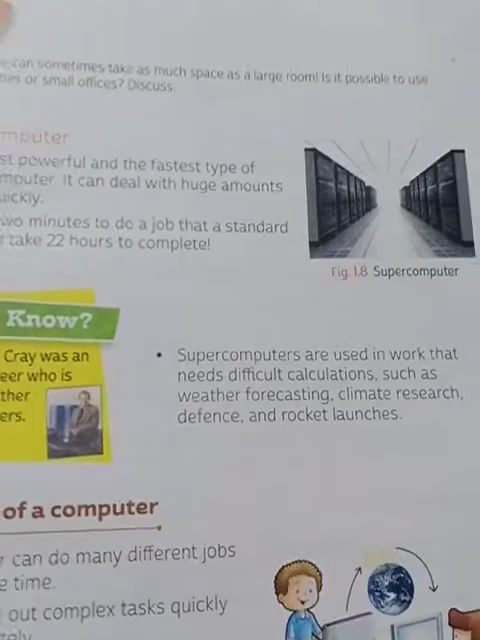 can sometimes take as much space as a large room! Is it possible to use
or small offices? Discuss.
mputer
st powerful and the fastest type of
mputer. It can deal with huge amounts
uickly.
wo minutes to do a job that a standard
take 22 hours to complete!
Fig. 1.8 Supercomputer
Know?
Cray was an
eer who is
ther
ers.
• Supercomputers are used in work that
needs difficult calculations, such as
weather forecasting, climate research,
defence, and rocket launches.
of a computer
can do many different jobs
e time.
out complex tasks quickly